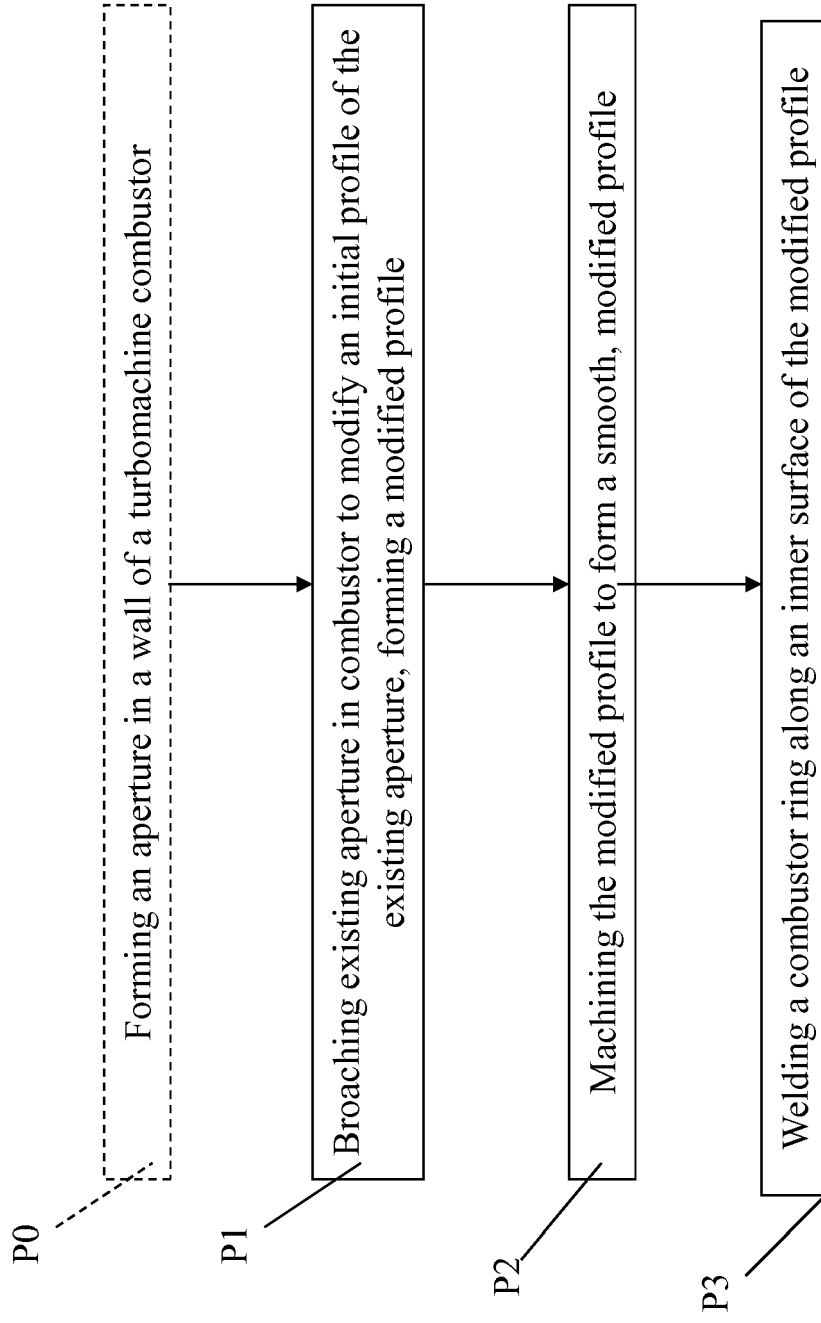 P0
Forming an aperture in a wall of a turbomachine combustor
P1
Broaching existing aperture in combustor to modify an initial profile of the
existing aperture, forming a modified profile
P2
Machining the modified profile to form a smooth, modified profile
P3
Welding a combustor ring along an inner surface of the modified profile